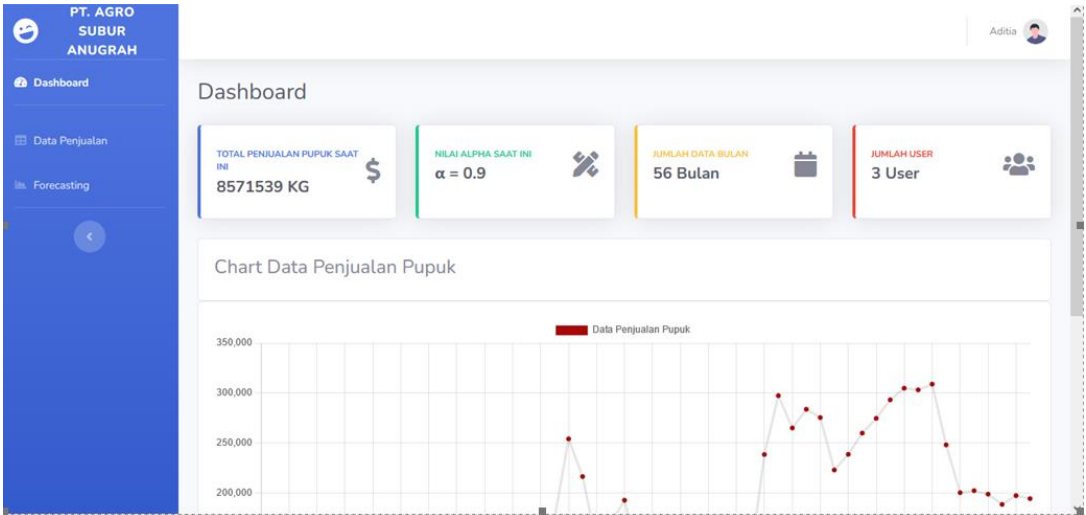 PT. AGRO
SUBUR
ANUGRAH
Aditia
Dashboard
Data Penjualan
Forecasting
Dashboard
TOTAL PENJUALAN PUPUK SAAT
INI
8571539 KG
NILAI ALPHA SAAT INI
α = 0.9
JUMLAH DATA BULAN
56 Bulan
JUMLAH USER
3 User
Chart Data Penjualan Pupuk
Data Penjualan Pupuk
350,000
300,000
250,000
200,000